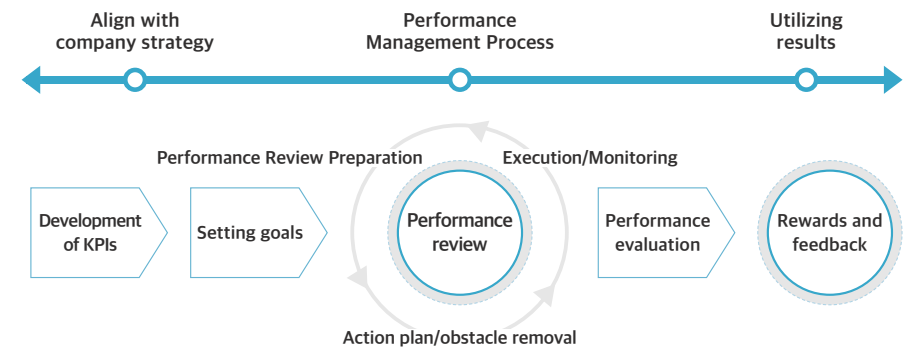 Align with
company strategy
Performance
Management Process
Utilizing
results
Performance Review Preparation
Execution/Monitoring
Development
of KPIs
Setting goals
Performance
review
Performance
evaluation
Rewards and
feedback
Action plan/obstacle removal